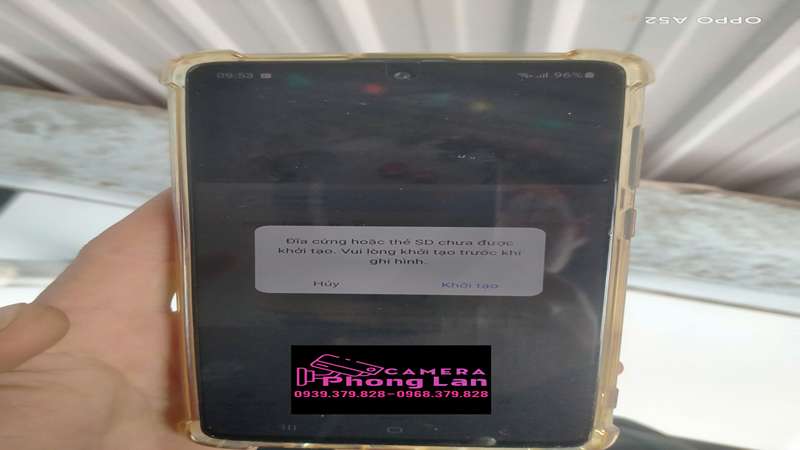 OPPO A52
09:53
96%
Đĩa cứng hoặc thẻ SD chưa được
khởi tạo. Vui lòng khởi tạo trước khi
ghi hình.
Hủy
Khởi tạo
CAMERA
Phong Lan
0939.379.828-0968.379.828